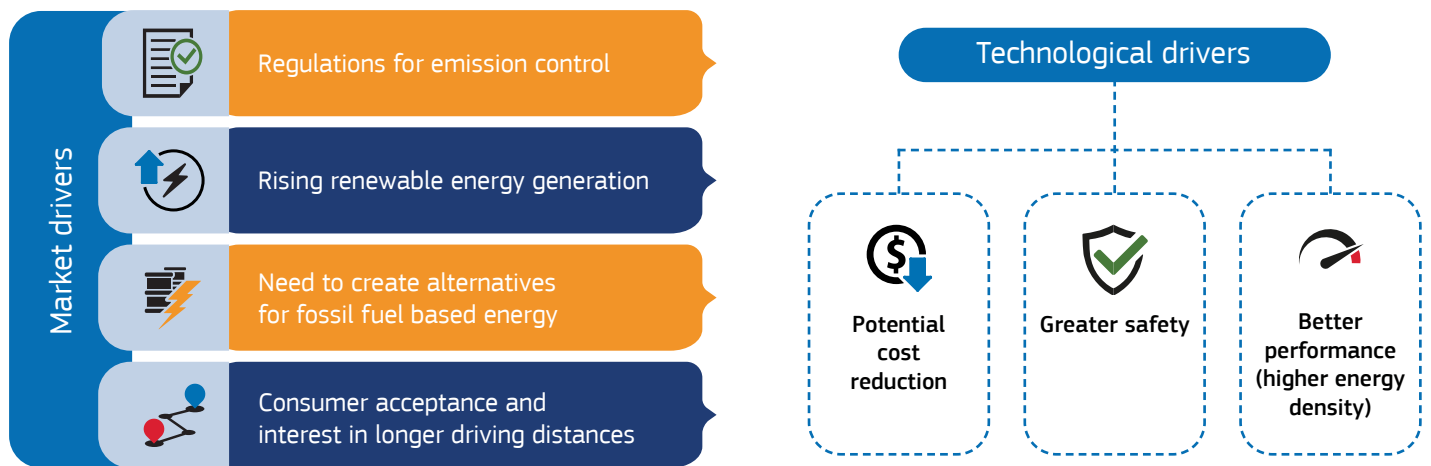 Market drivers
Regulations for emission control
Rising renewable energy generation
Need to create alternatives
for fossil fuel based energy
Consumer acceptance and
interest in longer driving distances
Technological drivers
$
Potential
cost
reduction
Greater safety
Better
performance
(higher energy
density)